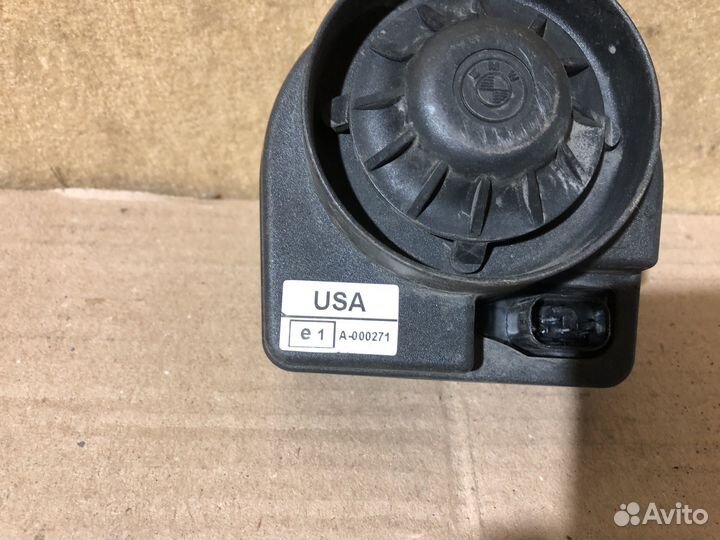 BMW
USA
e1 A-000271
Avito